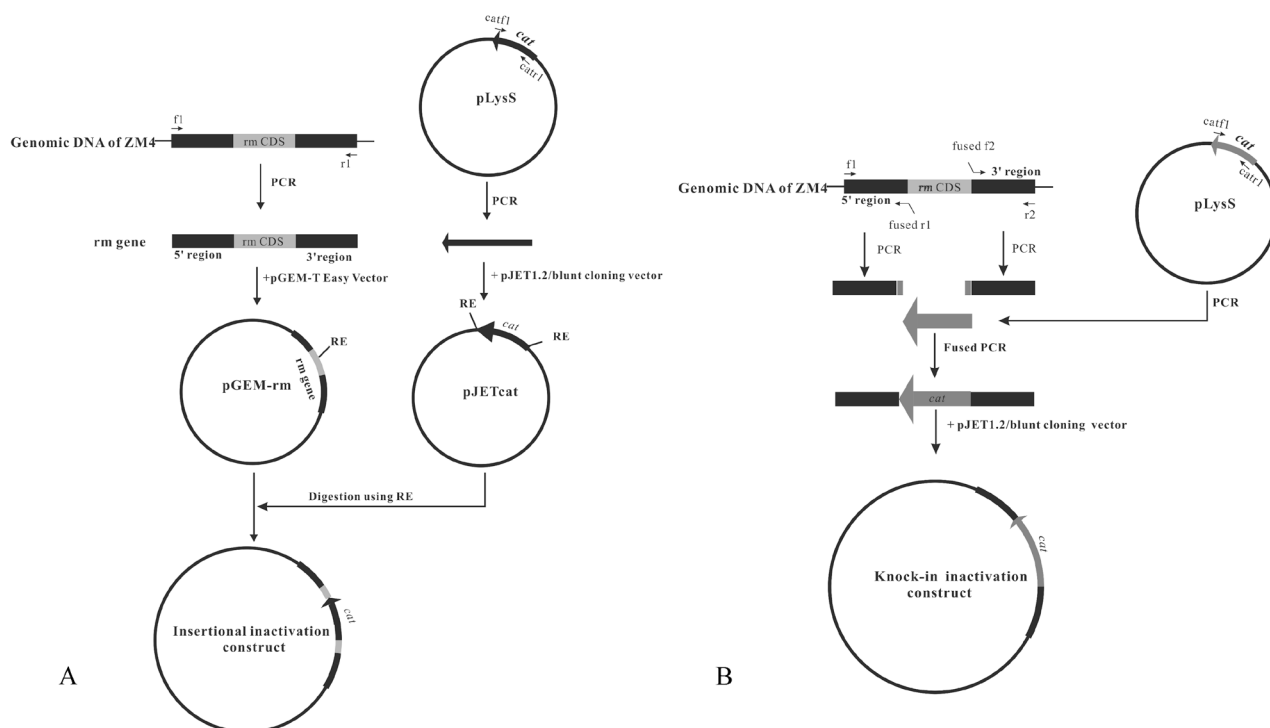 catf1
cat
catr1
pLysS
f1
Genomic DNA of ZM4
rm CDS
r1
PCR
PCR
rm gene
rm CDS
5' region
3'region
+pGEM-T Easy Vector
+ pJET1.2/blunt cloning vector
RE
cat
RE
RE
rm gene
pGEM-rm
pJETcat
Digestion using RE
cat
Insertional inactivation
construct
A
catf1
cat
catr1
pLysS
fused f2
f1
3' region
Genomic DNA of ZM4
rm CDS
5' region
r2
fused r1
PCR
PCR
PCR
Fused PCR
cat
+ pJET1.2/blunt cloning vector
cat
Knock-in inactivation
construct
B